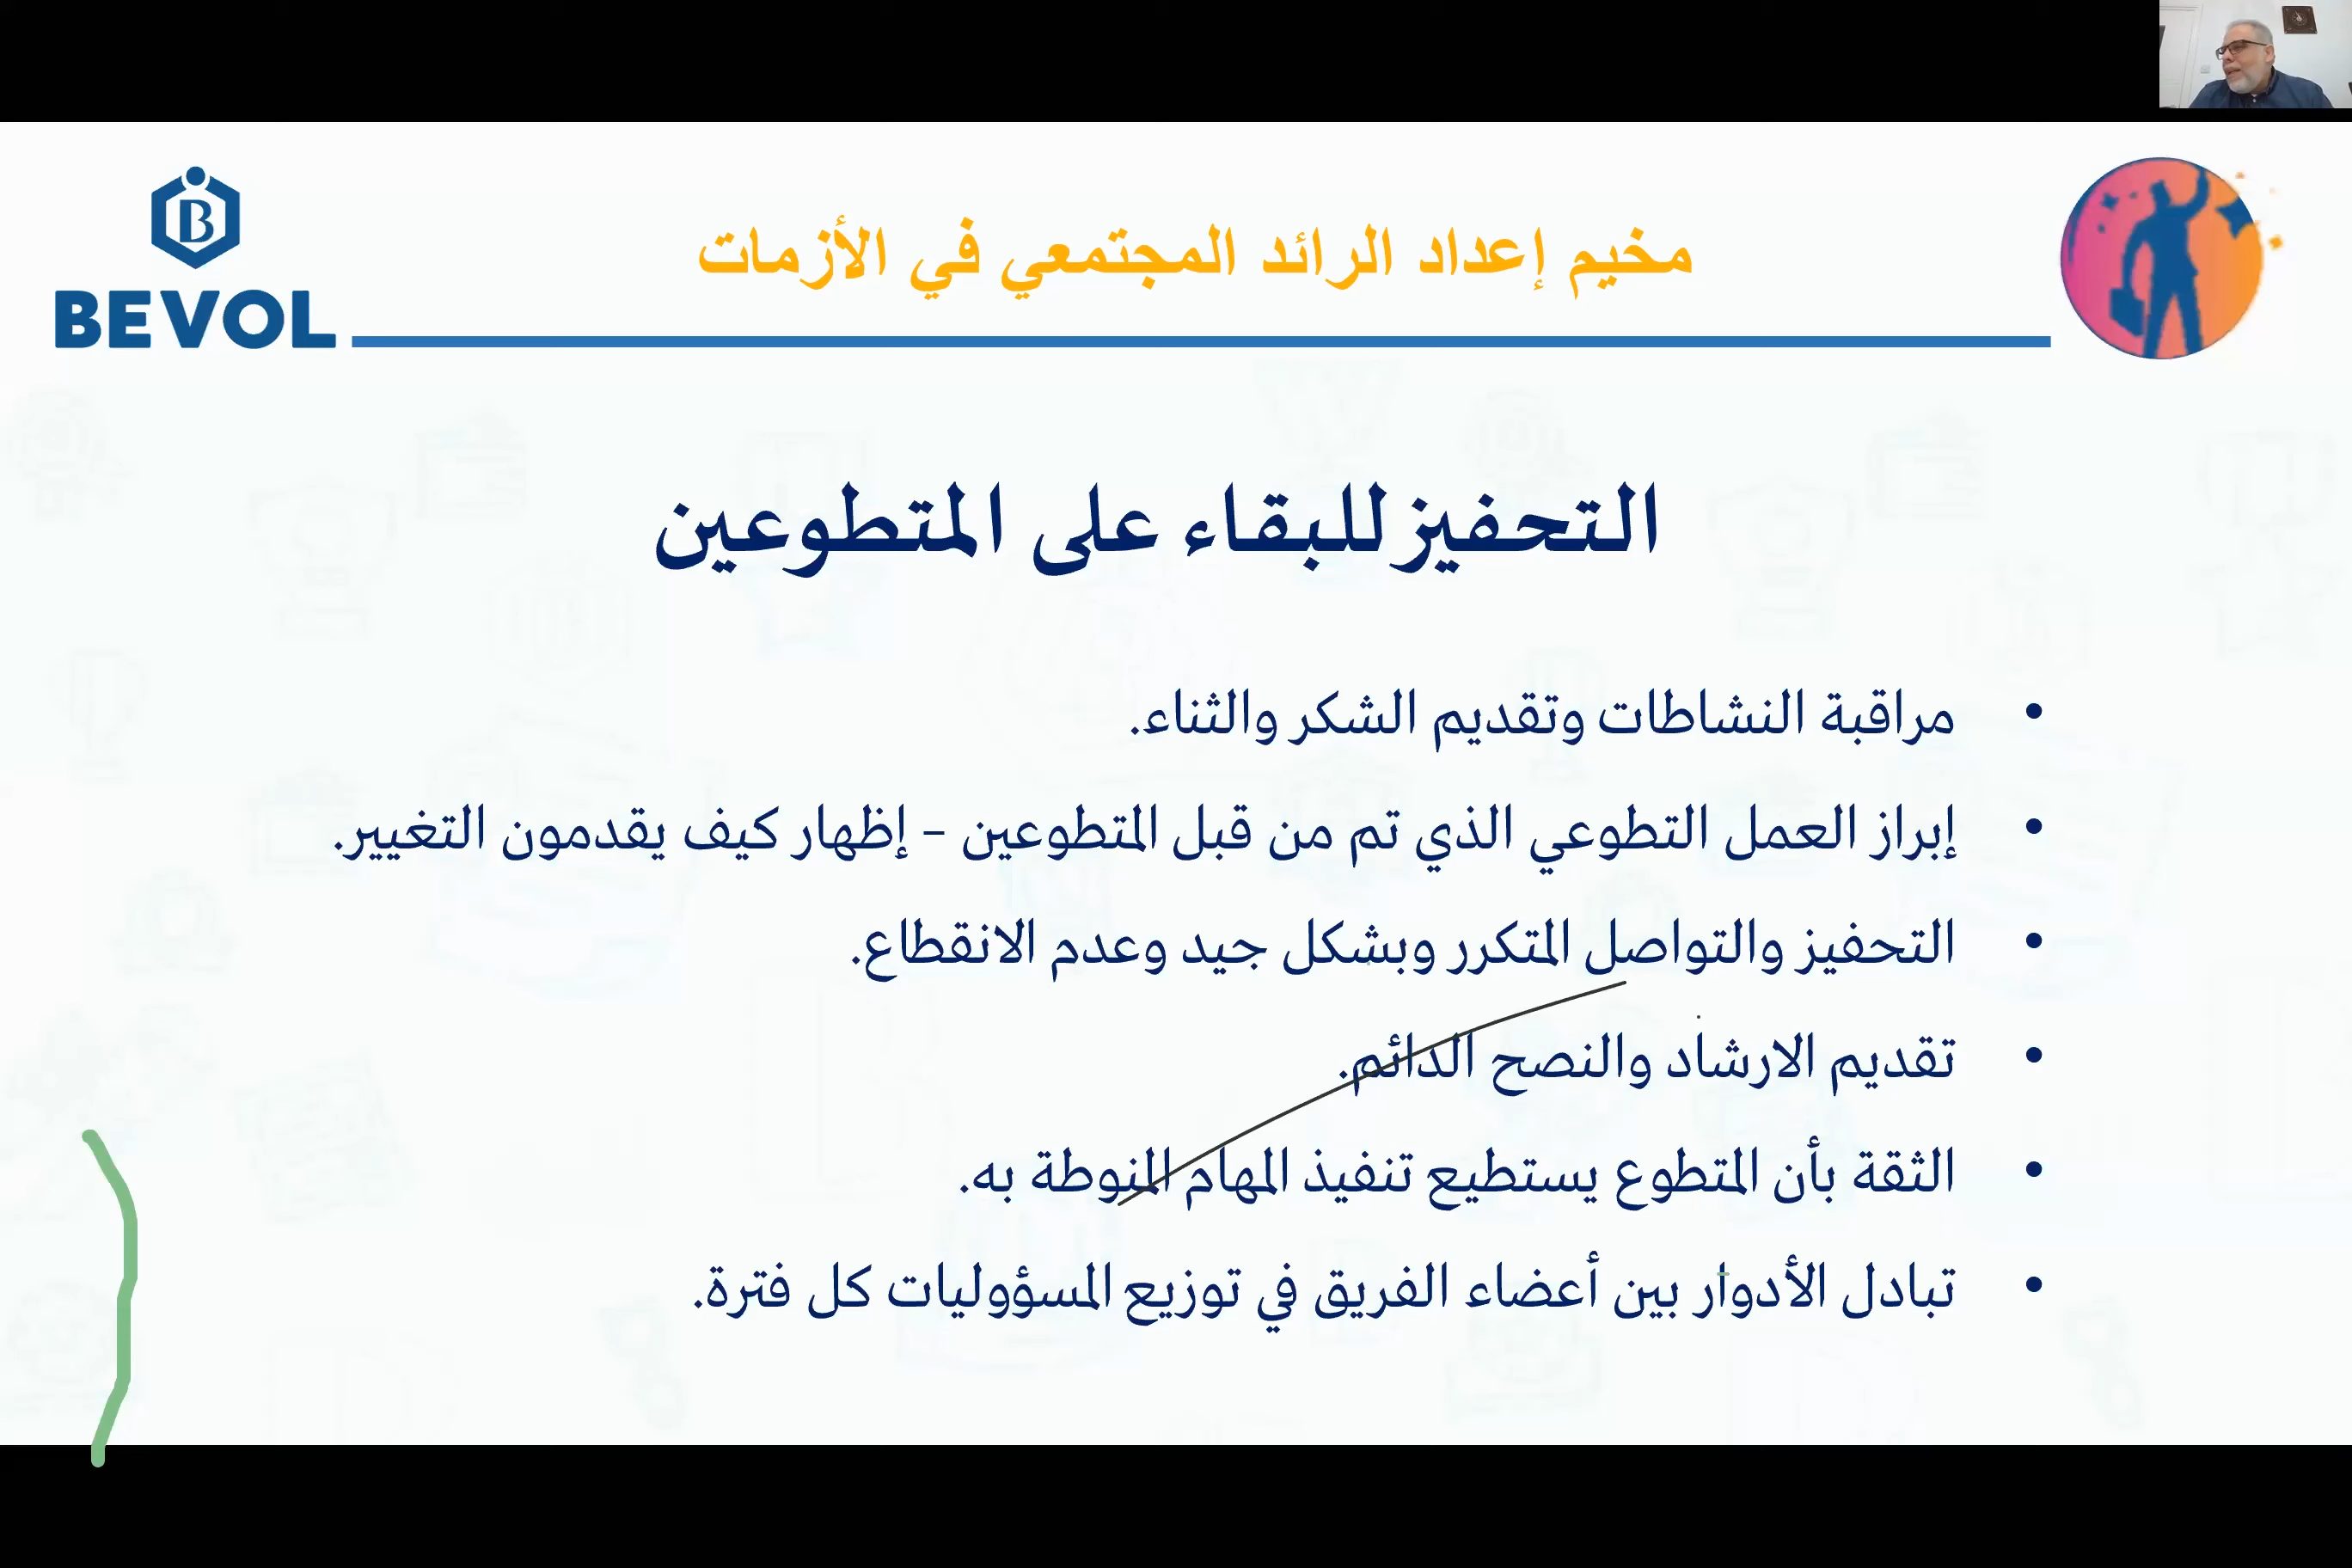 مخيم إعداد الرائد المجتمعي في الأزمات
B
BEVOL
التحفيز للبقاء على المتطوعين
• مراقبة النشاطات وتقديم الشكر والثناء.
• إبراز العمل التطوعي الذي تم من قبل المتطوعين – إظهار كيف يقدمون التغيير.
• التحفيز والتواصل المتكرر وبشكل جيد وعدم الانقطاع.
• تقديم الارشاد والنصح الدائم.
• الثقة بأن المتطوع يستطيع تنفيذ المهام المنوطة به.
• تبادل الأدوار بين أعضاء الفريق في توزيع المسؤوليات كل فترة.